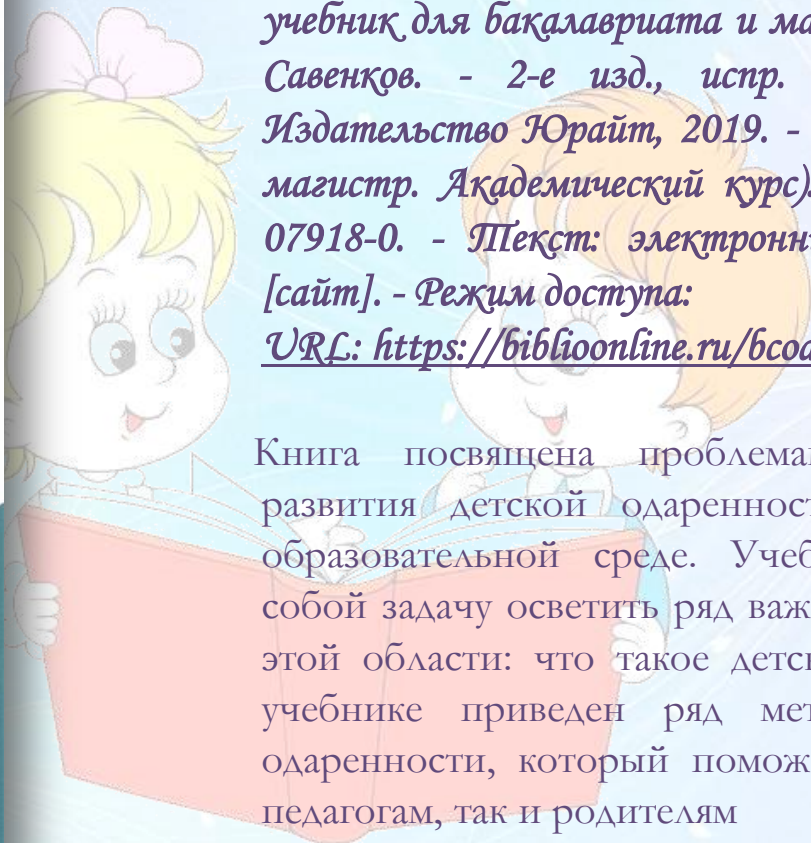 учебник для бакалавриата и ма
Савенков. - 2-е изд., испр.
Издательство Юрайт, 2019. -
магистр. Академический курс).
07918-0. - Текст: электронн
[сайт]. - Режим доступа:
URL: https://biblioonline.ru/bcod
Книга посвящена проблема
развития детской одаренност
образовательной среде. Учеб
собой задачу осветить ряд важ
этой области: что такое детс
учебнике приведен ряд мет
одаренности, который помож
педагогам, так и родителям